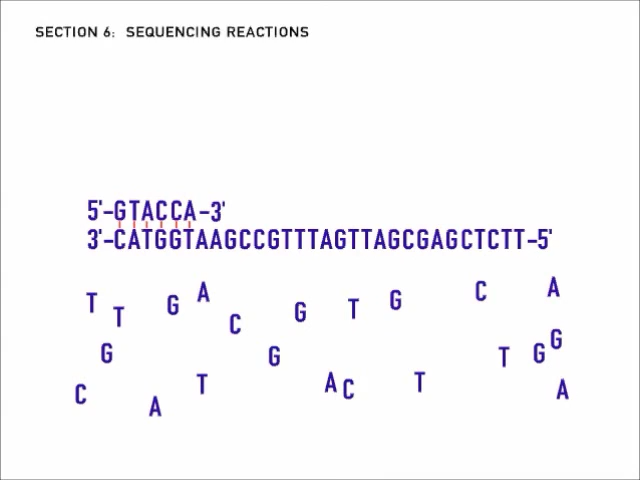 SECTION 6: SEQUENCING REACTIONS
5'-GTACCA-3'
3'-CATGGTAAGCCGTTTAGTTAGCGAGCTCTT-5'
T T G A C G T G C A
G G T G G
C A T A C T A